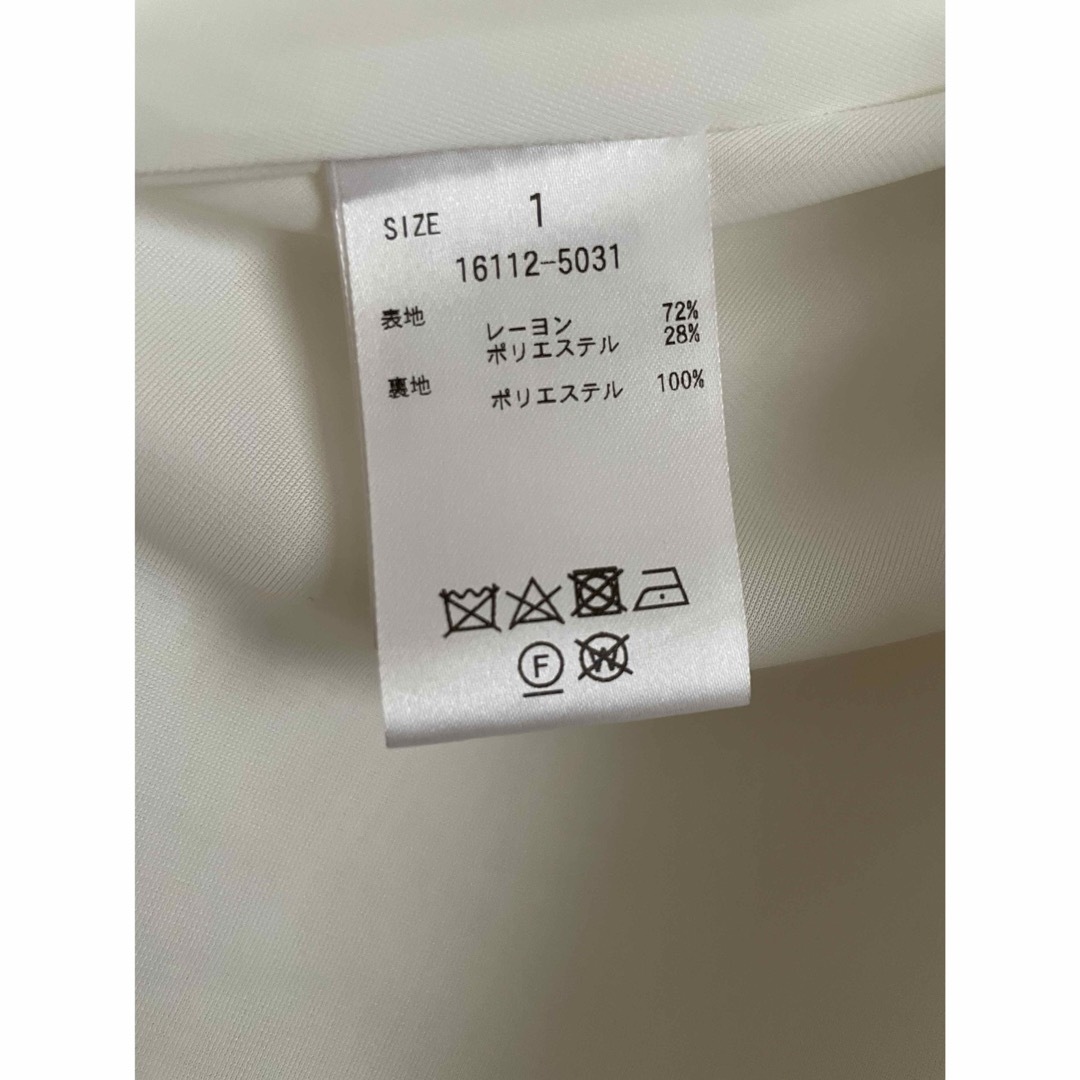 SIZE 1
16112-5031
表地 レーヨン 72%
ポリエステル 28%
裏地 ポリエステル 100%
F W